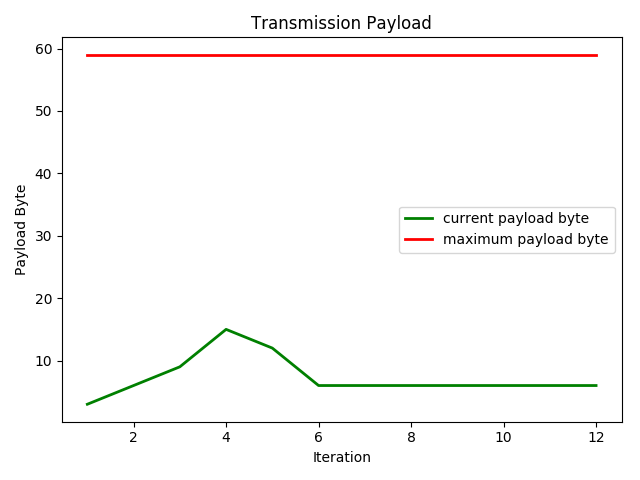 Transmission Payload
60
50
40
30
20
10
Payload Byte
current payload byte
maximum payload byte
2 4 6 8 10 12
Iteration